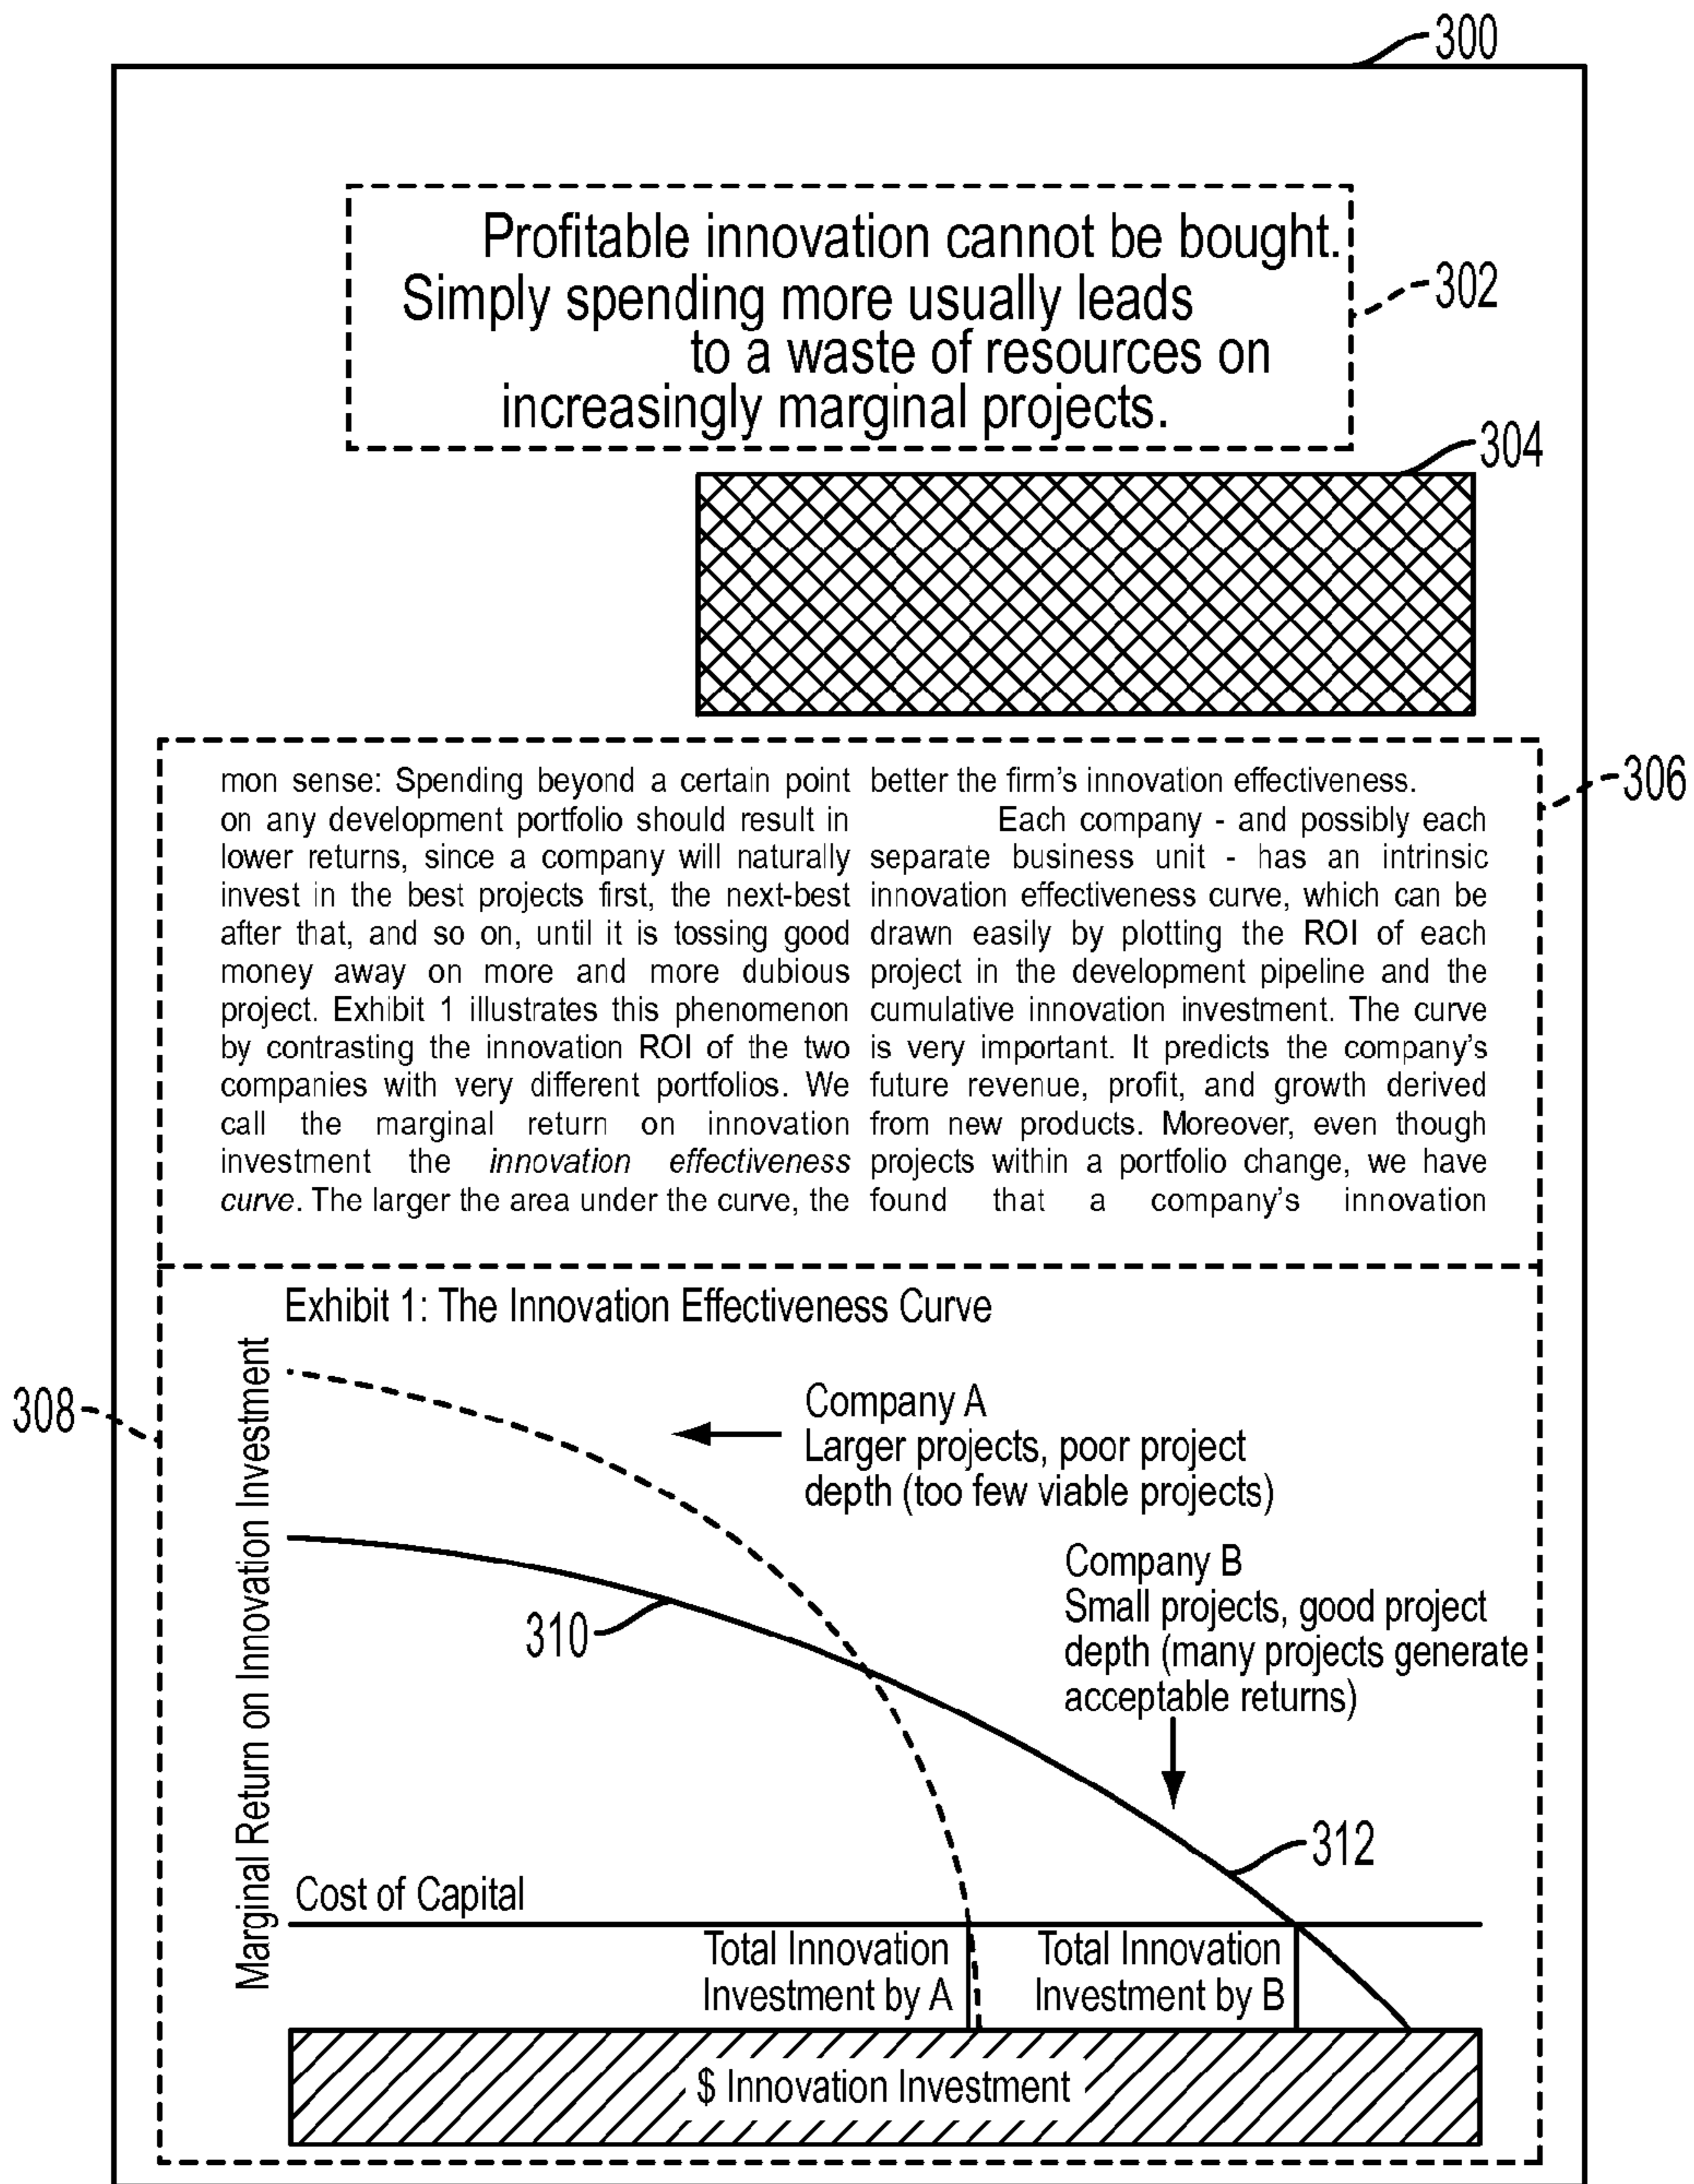 300
Profitable innovation cannot be bought.
Simply spending more usually leads
to a waste of resources on
increasingly marginal projects.
302
304
306
mon sense: Spending beyond a certain point
on any development portfolio should result in
lower returns, since a company will naturally
invest in the best projects first, the next-best
after that, and so on, until it is tossing good
money away on more and more dubious
project. Exhibit 1 illustrates this phenomenon
by contrasting the innovation ROI of the two
companies with very different portfolios. We
call the marginal return on innovation
investment the innovation effectiveness
curve. The larger the area under the curve, the
better the firm's innovation effectiveness.
Each company - and possibly each
separate business unit - has an intrinsic
innovation effectiveness curve, which can be
drawn easily by plotting the ROI of each
project in the development pipeline and the
cumulative innovation investment. The curve
is very important. It predicts the company's
future revenue, profit, and growth derived
from new products. Moreover, even though
projects within a portfolio change, we have
found that a company's innovation
308
Exhibit 1: The Innovation Effectiveness Curve
Marginal Return on Innovation Investment
Company A
Larger projects, poor project
depth (too few viable projects)
310
Company B
Small projects, good project
depth (many projects generate
acceptable returns)
312
Cost of Capital
Total Innovation
Investment by A
Total Innovation
Investment by B
$ Innovation Investment